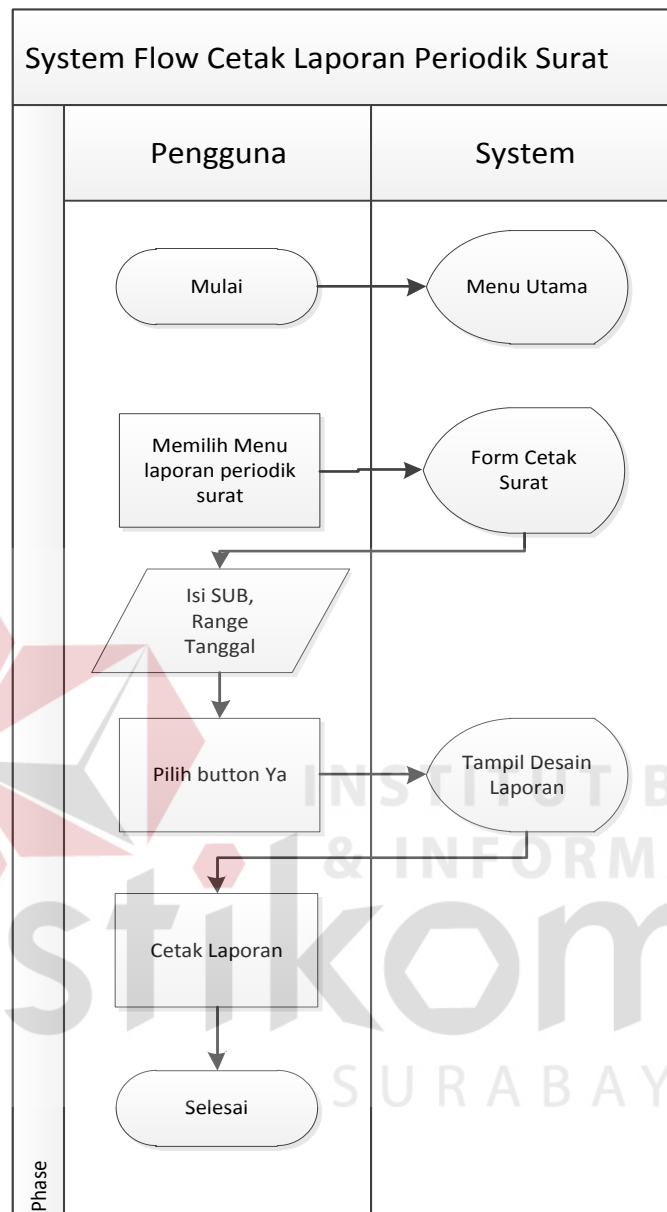 System Flow Cetak Laporan Periodik Surat
Pengguna
System
Mulai
Menu Utama
Memilih Menu
laporan periodik
surat
Form Cetak
Surat
Isi SUB,
Range
Tanggal
Pilih button Ya
Tampil Desain
Laporan
INSTITUT B
& INFORM
stikom
Cetak Laporan
SURABAY
Selesai
Phase